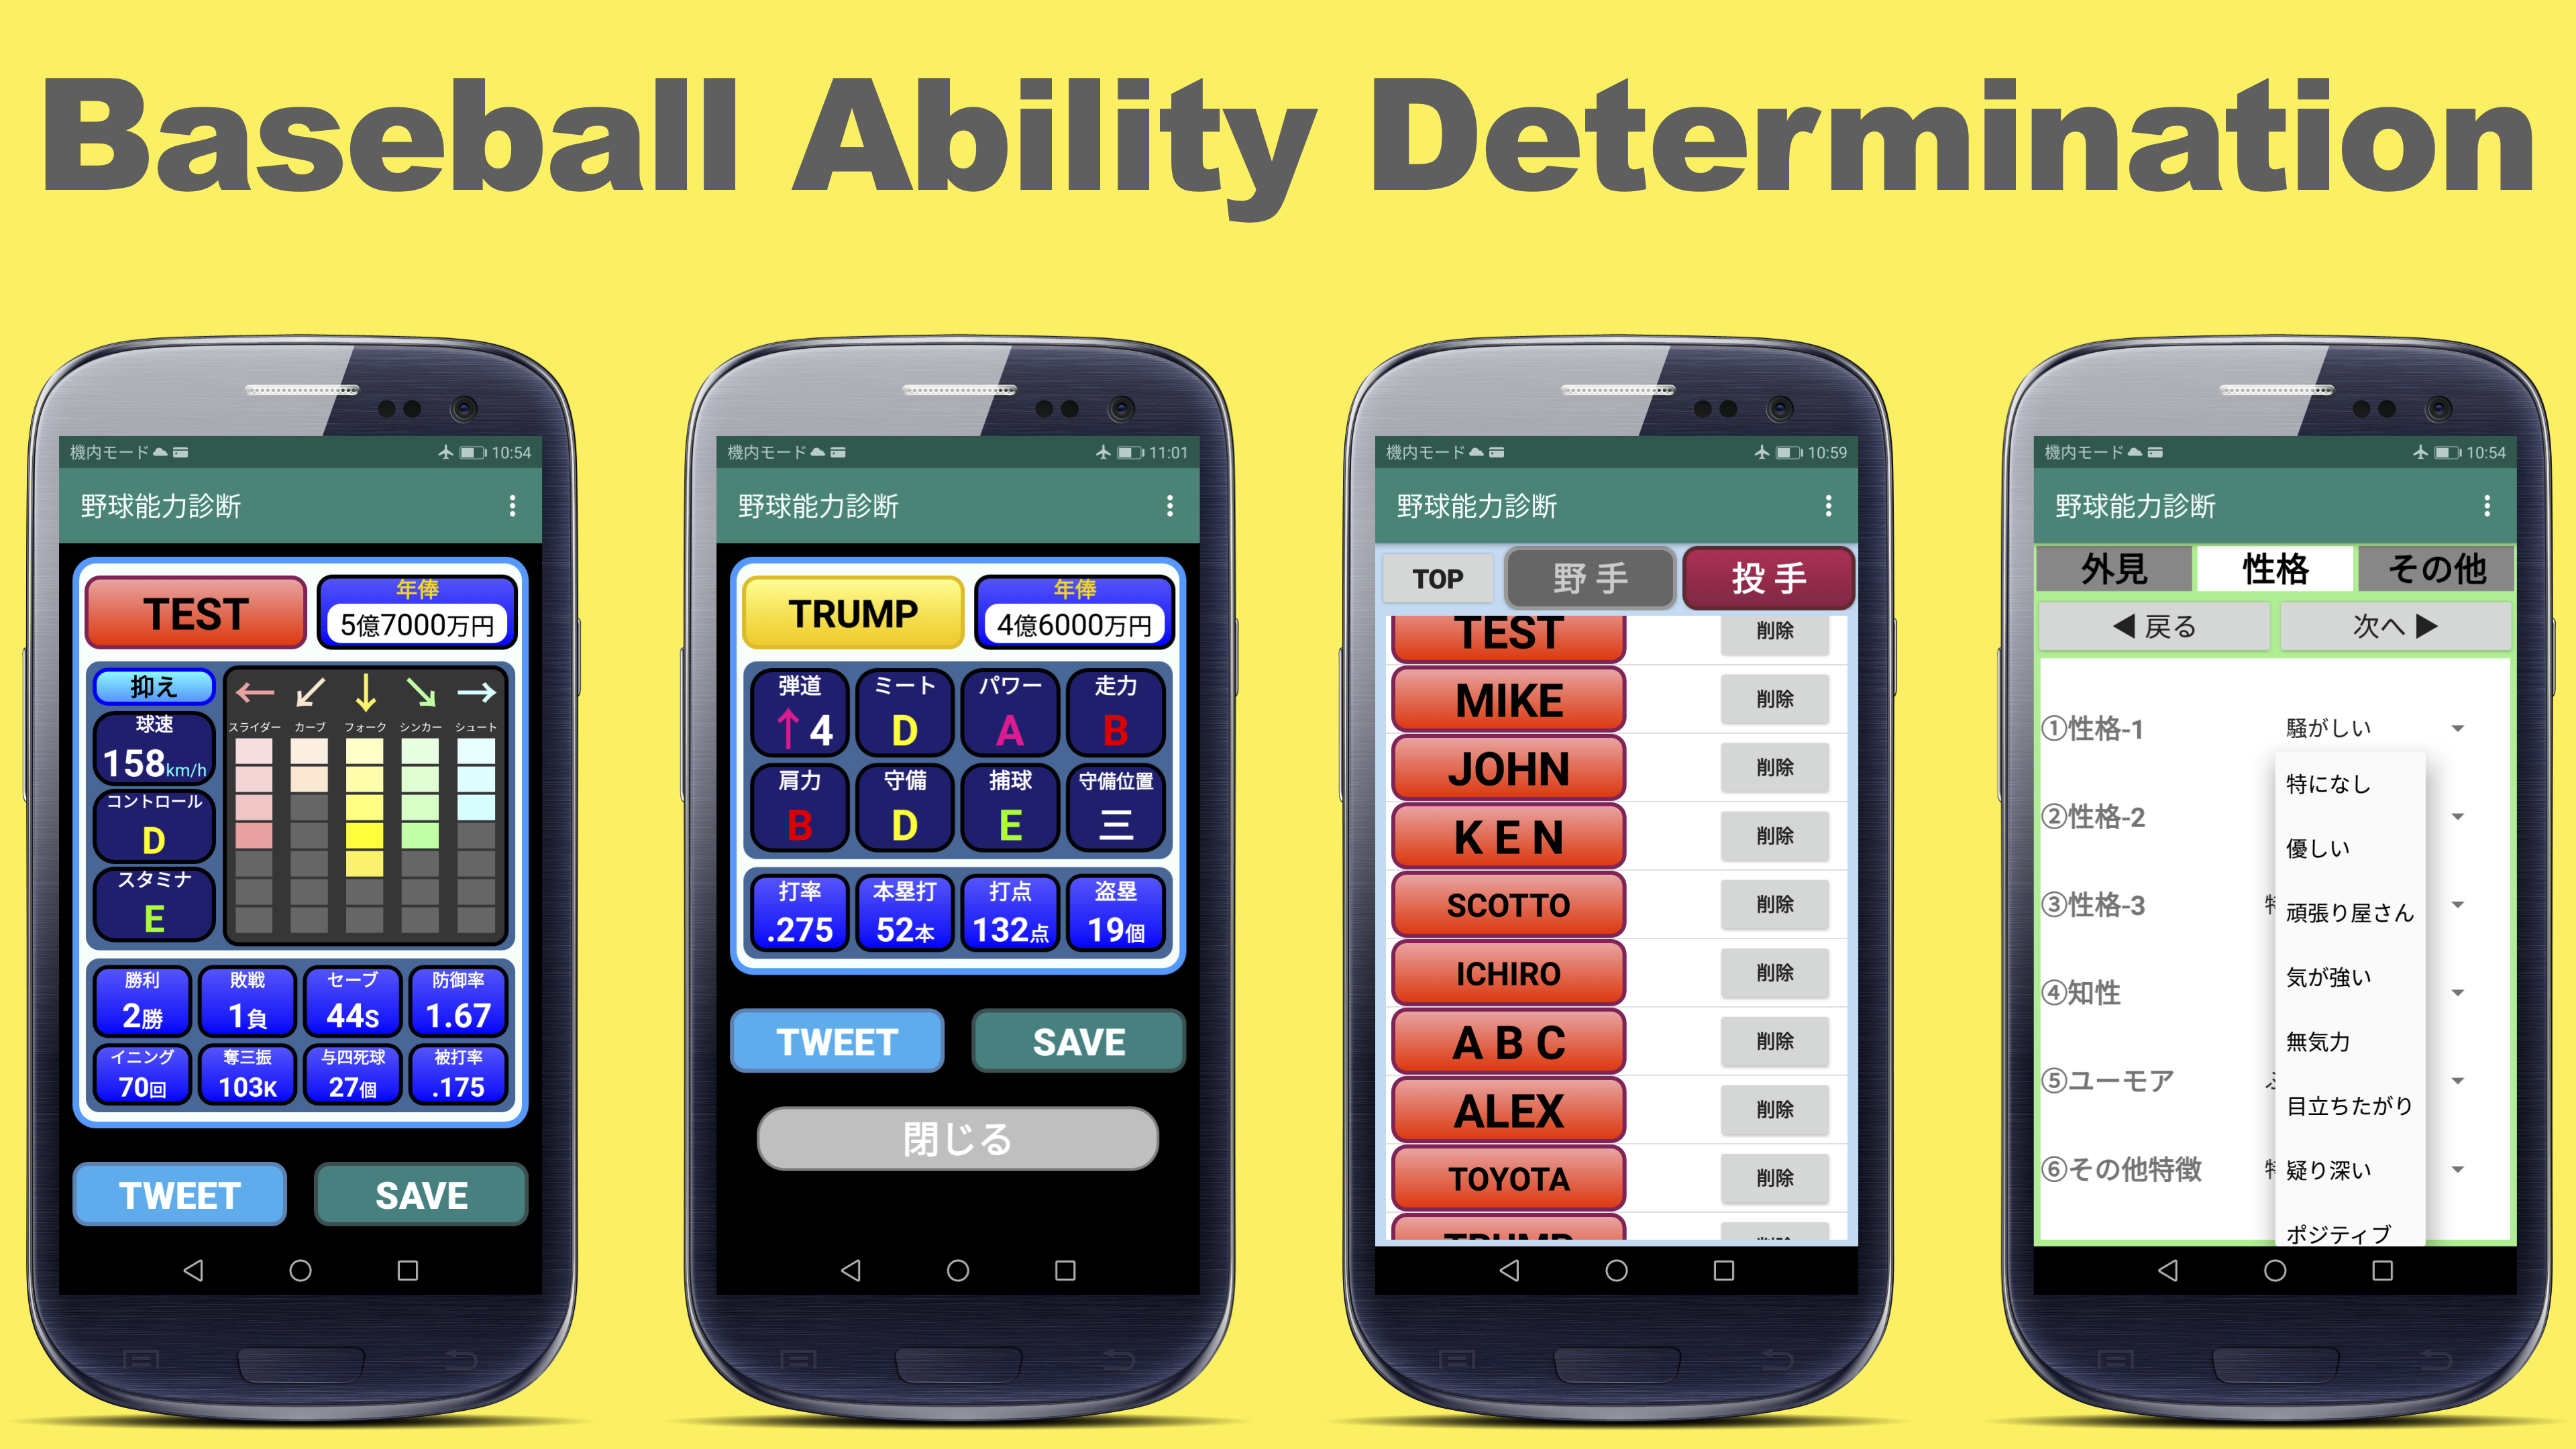 Baseball Ability Determination
機内モード 10:54
野球能力診断
TEST
年俸
5億7000万円
抑え
球速
158km/h
コントロール
D
スタミナ
E
スライダー カーブ フォーク シンカー シュート
勝利 敗戦 セーブ 防御率
2勝 1負 44S 1.67
イニング 奪三振 与四死球 被打率
70回 103K 27個 .175
TWEET SAVE
機内モード 11:01
野球能力診断
TRUMP
年俸
4億6000万円
弾道 ミート パワー 走力
↑4 D A B
肩力 守備 捕球 守備位置
B D E 三
打率 本塁打 打点 盗塁
.275 52本 132点 19個
TWEET SAVE
閉じる
機内モード 10:59
野球能力診断
TOP 野手 投手
TEST 削除
MIKE 削除
JOHN 削除
K E N 削除
SCOTTO 削除
ICHIRO 削除
A B C 削除
ALEX 削除
TOYOTA 削除
TRUMP 削除
機内モード 10:54
野球能力診断
外見 性格 その他
◀ 戻る 次へ ▶
①性格-1 騒がしい
②性格-2
③性格-3
④知性
⑤ユーモア
⑥その他特徴
特になし
優しい
頑張り屋さん
気が強い
無気力
目立ちたがり
疑り深い
ポジティブ